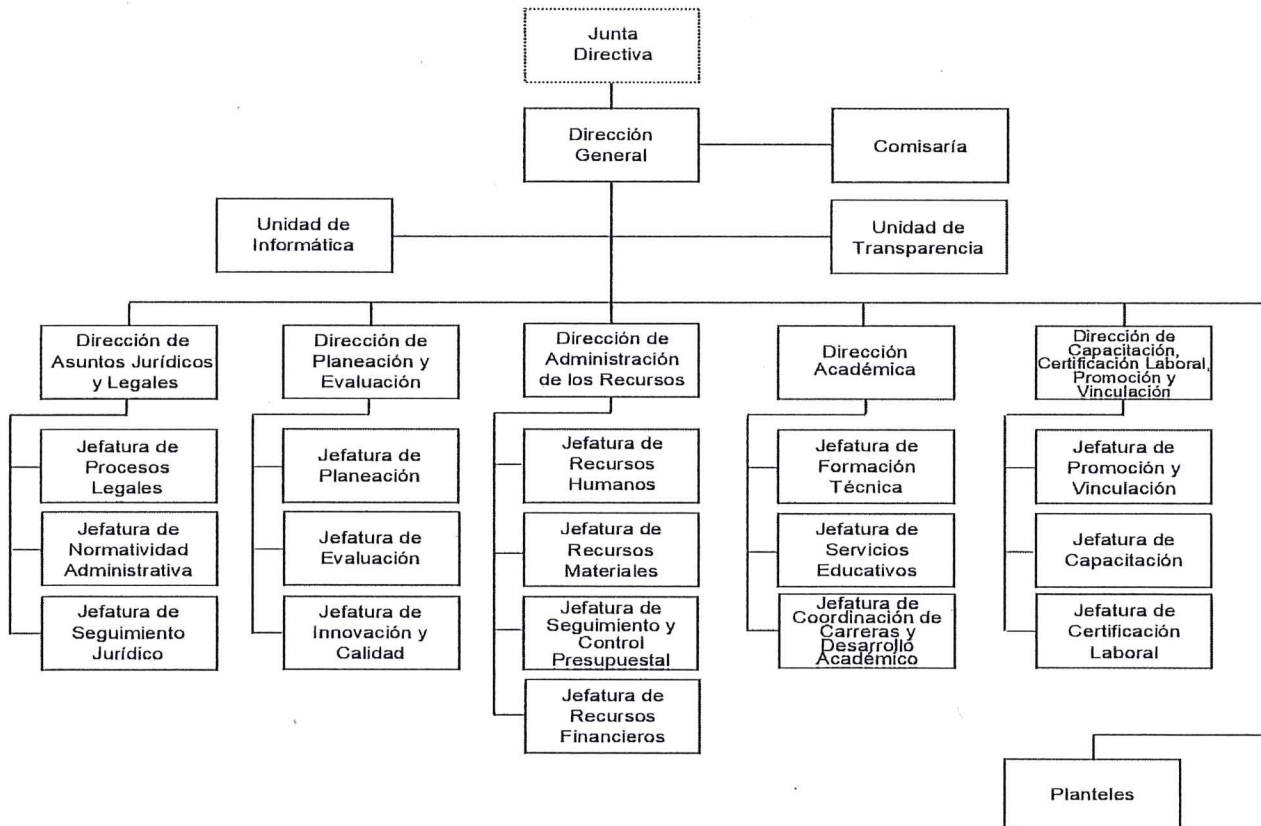 Junta
Directiva
Dirección
General
Comisaría
Unidad de
Informática
Unidad de
Transparencia
Dirección de
Asuntos Jurídicos
y Legales
Dirección de
Planeación y
Evaluación
Dirección de
Administración
de los Recursos
Dirección
Académica
Dirección de
Capacitación,
Certificación Laboral,
Promoción y
Vinculación
Jefatura de
Procesos
Legales
Jefatura de
Planeación
Jefatura de
Recursos
Humanos
Jefatura de
Formación
Técnica
Jefatura de
Promoción y
Vinculación
Jefatura de
Normatividad
Administrativa
Jefatura de
Evaluación
Jefatura de
Recursos
Materiales
Jefatura de
Servicios
Educativos
Jefatura de
Capacitación
Jefatura de
Seguimiento
Jurídico
Jefatura de
Innovación y
Calidad
Jefatura de
Seguimiento y
Control
Presupuestal
Jefatura de
Coordinación de
Carreras y
Desarrollo
Académico
Jefatura de
Certificación
Laboral
Jefatura de
Recursos
Financieros
Planteles